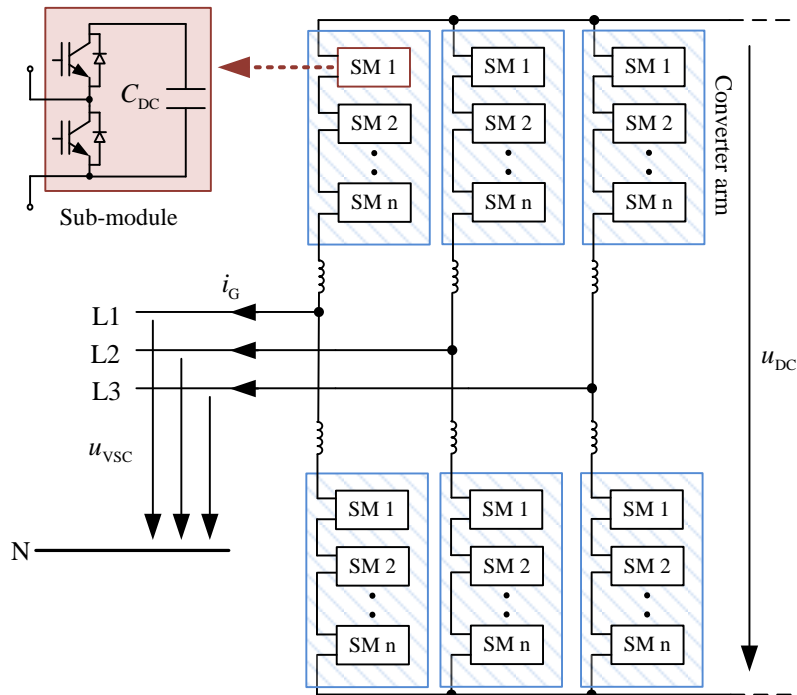 C_DC
Sub-module
SM 1
SM 2
SM n
SM 1
SM 2
SM n
SM 1
SM 2
SM n
Converter arm
i_G
L1
L2
L3
u_VSC
N
u_DC
SM 1
SM 2
SM n
SM 1
SM 2
SM n
SM 1
SM 2
SM n